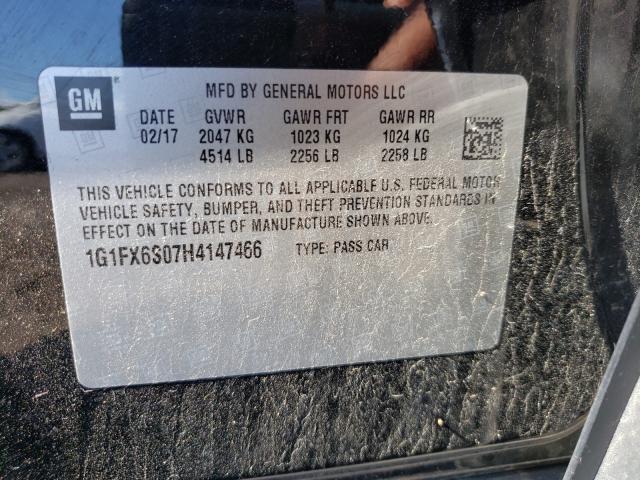 GM
MFD BY GENERAL MOTORS LLC
DATE GVWR GAWR FRT GAWR RR
02/17 2047 KG 1023 KG 1024 KG
4514 LB 2256 LB 2258 LB
THIS VEHICLE CONFORMS TO ALL APPLICABLE U.S. FEDERAL MOTOR
VEHICLE SAFETY, BUMPER, AND THEFT PREVENTION STANDARDS IN
EFFECT ON THE DATE OF MANUFACTURE SHOWN ABOVE.
1G1FX6S07H4147466 TYPE: PASS CAR